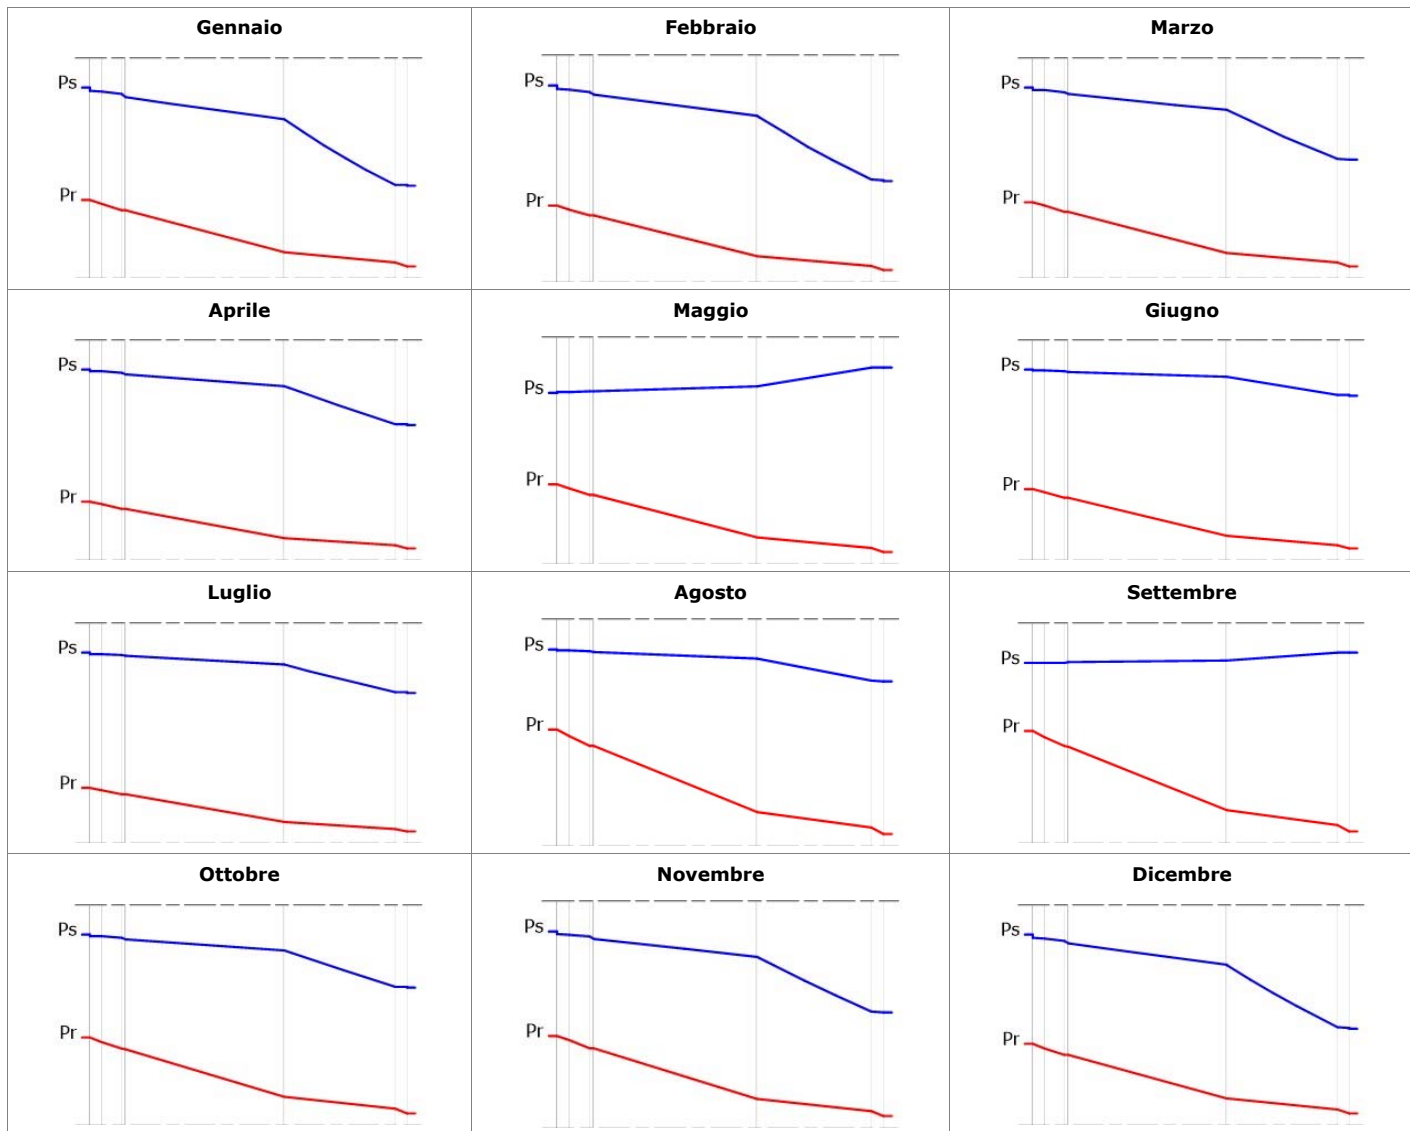 Gennaio
Febbraio
Marzo
Ps
Ps
Ps
Pr
Pr
Pr
Aprile
Maggio
Giugno
Ps
Ps
Ps
Pr
Pr
Pr
Luglio
Agosto
Settembre
Ps
Ps
Ps
Pr
Pr
Pr
Ottobre
Novembre
Dicembre
Ps
Ps
Ps
Pr
Pr
Pr